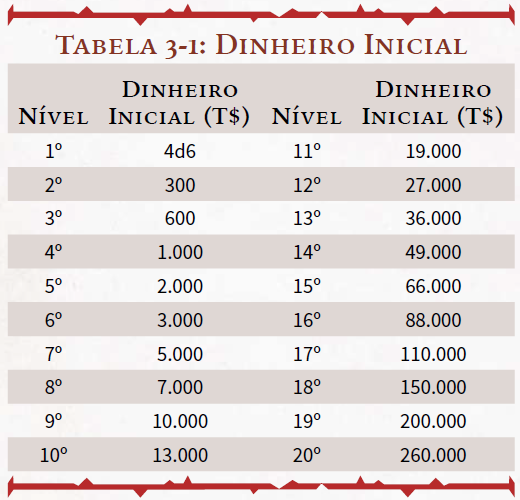 Tabela 3-1: Dinheiro Inicial
Nível Dinheiro Inicial (T$) Nível Dinheiro Inicial (T$)
1º 4d6 11º 19.000
2º 300 12º 27.000
3º 600 13º 36.000
4º 1.000 14º 49.000
5º 2.000 15º 66.000
6º 3.000 16º 88.000
7º 5.000 17º 110.000
8º 7.000 18º 150.000
9º 10.000 19º 200.000
10º 13.000 20º 260.000